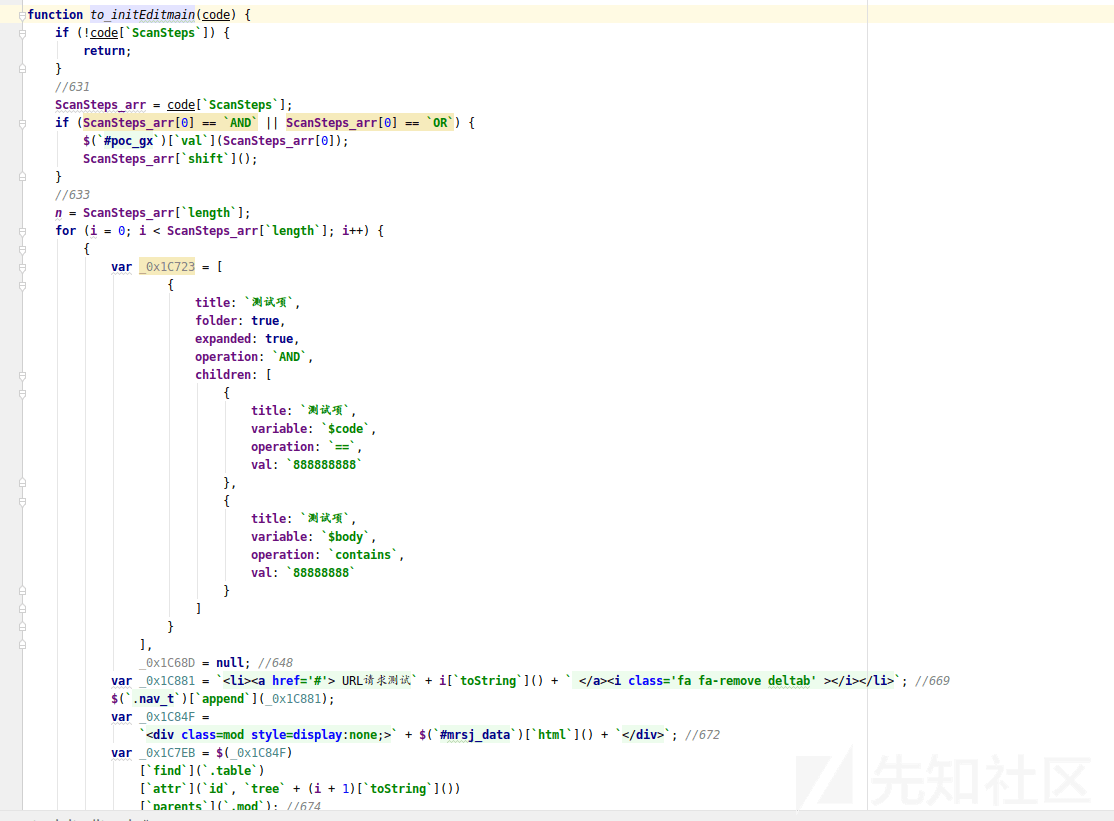 function to_initEditmain(code) {
if (!code[`ScanSteps`]) {
return;
}
//631
ScanSteps_arr = code[`ScanSteps`];
if (ScanSteps_arr[0] == `AND` || ScanSteps_arr[0] == `OR`) {
$(`#poc_gx`)[`val`](ScanSteps_arr[0]);
ScanSteps_arr[`shift`]();
}
//633
n = ScanSteps_arr[`length`];
for (i = 0; i < ScanSteps_arr[`length`]; i++) {
{
var _0x1C723 = [
{
title: `测试项`,
folder: true,
expanded: true,
operation: `AND`,
children: [
{
title: `测试项`,
variable: `$code`,
operation: `==`,
val: `888888888`
},
{
title: `测试项`,
variable: `$body`,
operation: `contains`,
val: `88888888`
}
]
}
],
_0x1C68D = null; //648
var _0x1C881 = `<li><a href='#'> URL请求测试` + i[`toString`]() + ` </a><i class='fa fa-remove deltab' ></i></li>`; //669
$(`.nav_t`)[`append`](_0x1C881);
var _0x1C84F =
`<div class=mod style=display:none;>` + $(`#mrsj_data`)[`html`]() + `</div>`; //672
var _0x1C7EB = $(_0x1C84F)
[`find`](`.table`)
[`attr`](`id`, `tree` + (i + 1)[`toString`]())
[`parents`](`.mod`); //674
先知社区